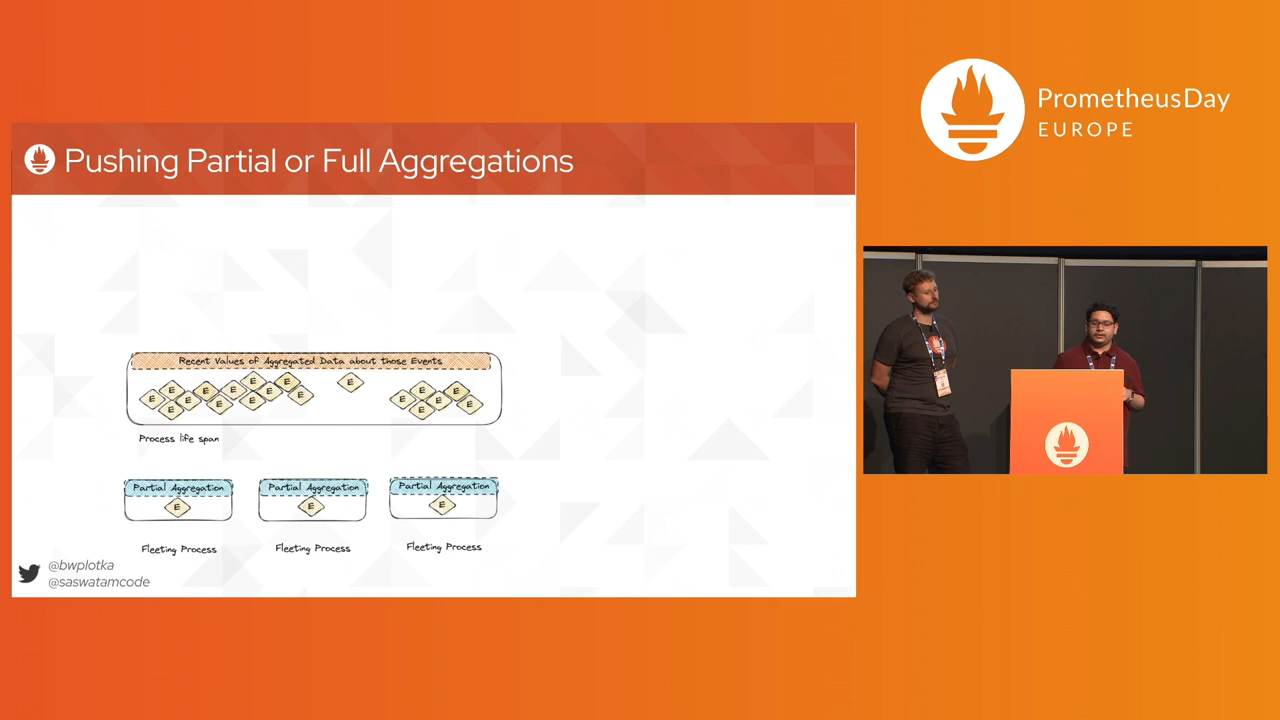 PrometheusDay
EUROPE
Pushing Partial or Full Aggregations
Recent Values of Aggregated Data about those Events
E E E E E E E E E E E E E E E E E E E E
Process life span
Partial Aggregation
E
Fleeting Process
Partial Aggregation
E
Fleeting Process
Partial Aggregation
E
Fleeting Process
@bwplotka
@saswatamcode